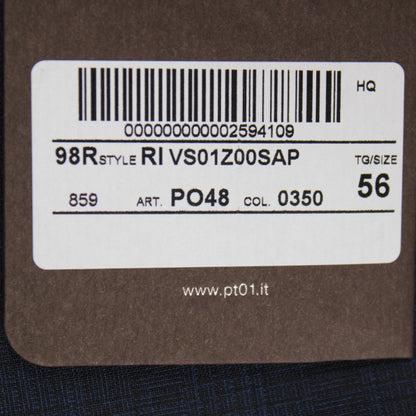 HQ
000000000002594109
98R STYLE RI VS01Z00SAP TG/SIZE
859 ART. PO48 COL. 0350 56
www.pt01.it